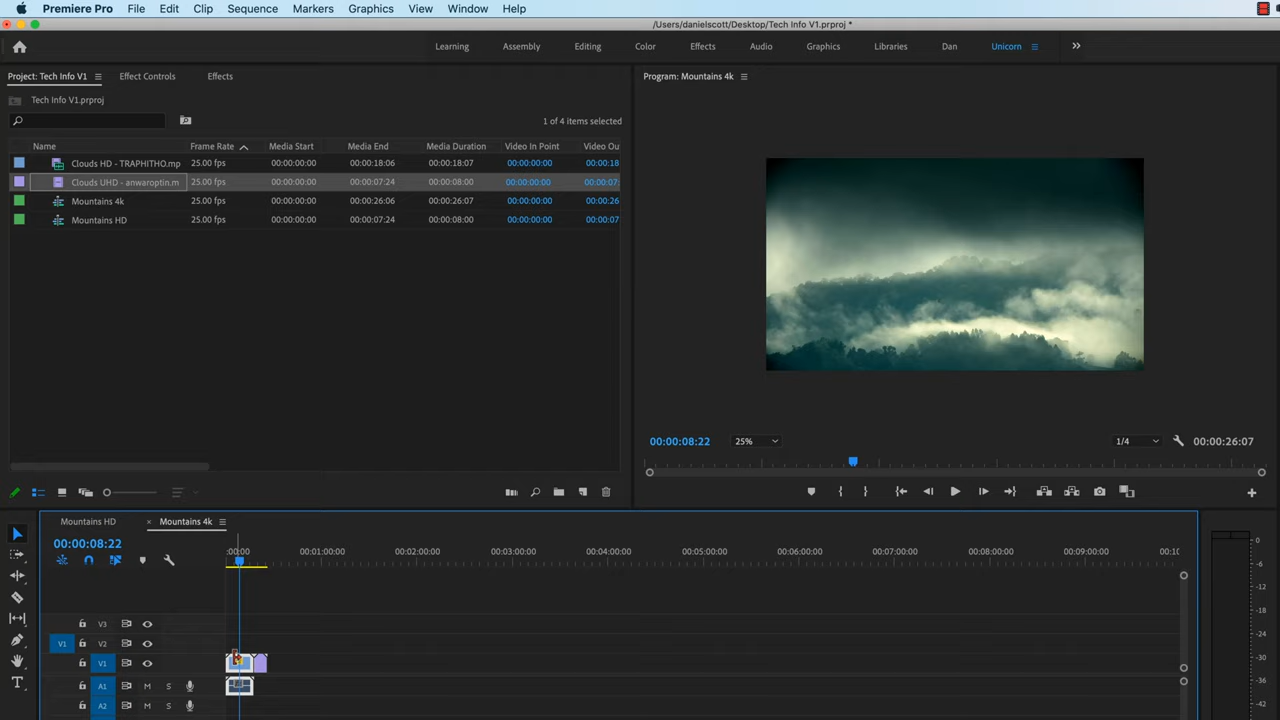 Premiere Pro File Edit Clip Sequence Markers Graphics View Window Help
/Users/danielscott/Desktop/Tech Info V1.prproj *
Learning Assembly Editing Color Effects Audio Graphics Libraries Dan Unicorn
Project: Tech Info V1 Effect Controls Effects
Program: Mountains 4k
Tech Info V1.prproj
1 of 4 items selected
Name Frame Rate Media Start Media End Media Duration Video In Point Video Ou
Clouds HD - TRAPHITHO.mp 25.00 fps 00:00:00:00 00:00:18:06 00:00:18:07 00:00:00:00 00:00:18
Clouds UHD - anwaroptin.m 25.00 fps 00:00:00:00 00:00:07:24 00:00:08:00 00:00:00:00 00:00:07:
Mountains 4k 25.00 fps 00:00:00:00 00:00:26:06 00:00:26:07 00:00:00:00 00:00:26
Mountains HD 25.00 fps 00:00:00:00 00:00:07:24 00:00:08:00 00:00:00:00 00:00:07
00:00:08:22 25% 1/4 00:00:26:07
Mountains HD × Mountains 4k
00:00:08:22
:00:00 00:01:00:00 00:02:00:00 00:03:00:00 00:04:00:00 00:05:00:00 00:06:00:00 00:07:00:00 00:08:00:00 00:09:00:00 00:10
V3
V1 V2
V1
A1 M S
A2 M S
0
-6
-12
-18
-24
-30
-36
-42